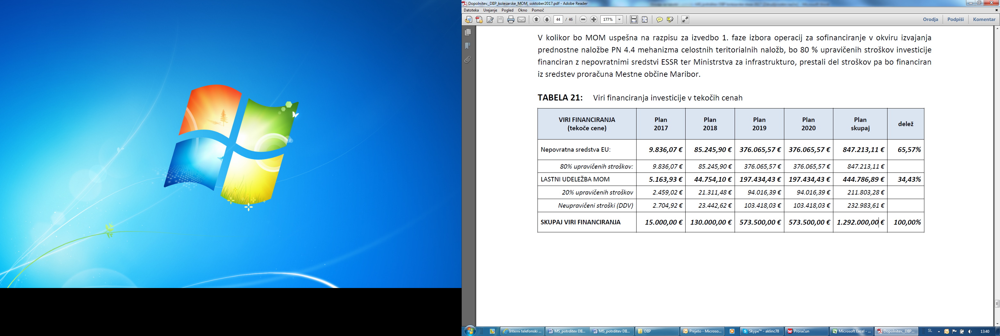 Dopolnitev,_DIIP_kolesarske_MOM, soktober2017.pdf - Adobe Reader
Datoteka Urejanje Pogled Okno Pomoč
44 / 46 177% Orodja Podpiši Komentar
V kolikor bo MOM uspešna na razpisu za izvedbo 1. faze izbora operacij za sofinanciranje v okviru izvajanja
prednostne naložbe PN 4.4 mehanizma celostnih teritorialnih naložb, bo 80 % upravičenih stroškov investicije
financiran z nepovratnimi sredstvi ESSR ter Ministrstva za infrastrukturo, prestali del stroškov pa bo financiran
iz sredstev proračuna Mestne občine Maribor.
TABELA 21: Viri financiranja investicije v tekočih cenah
VIRI FINANCIRANJA (tekoče cene) Plan 2017 Plan 2018 Plan 2019 Plan 2020 Plan skupaj delež
Nepovratna sredstva EU: 9.836,07 € 85.245,90 € 376.065,57 € 376.065,57 € 847.213,11 € 65,57%
80% upravičenih stroškov: 9.836,07 € 85.245,90 € 376.065,57 € 376.065,57 € 847.213,11 €
LASTNI UDELEŽBA MOM 5.163,93 € 44.754,10 € 197.434,43 € 197.434,43 € 444.786,89 € 34,43%
20% upravičenih stroškov 2.459,02 € 21.311,48 € 94.016,39 € 94.016,39 € 211.803,28 €
Neupravičeni stroški (DDV) 2.704,92 € 23.442,62 € 103.418,03 € 103.418,03 € 232.983,61 €
SKUPAJ VIRI FINANCIRANJA 15.000,00 € 130.000,00 € 573.500,00 € 573.500,00 € 1.292.000,00 € 100,00%
Interni telefonski ... MS_potrditev DII... MS_potrditev DII... DIIP Prejeto - Microso... Skype™ - aklinc78 Proračun Microsoft Excel - ... Dopolnitev,_DIIP... SL 13:40